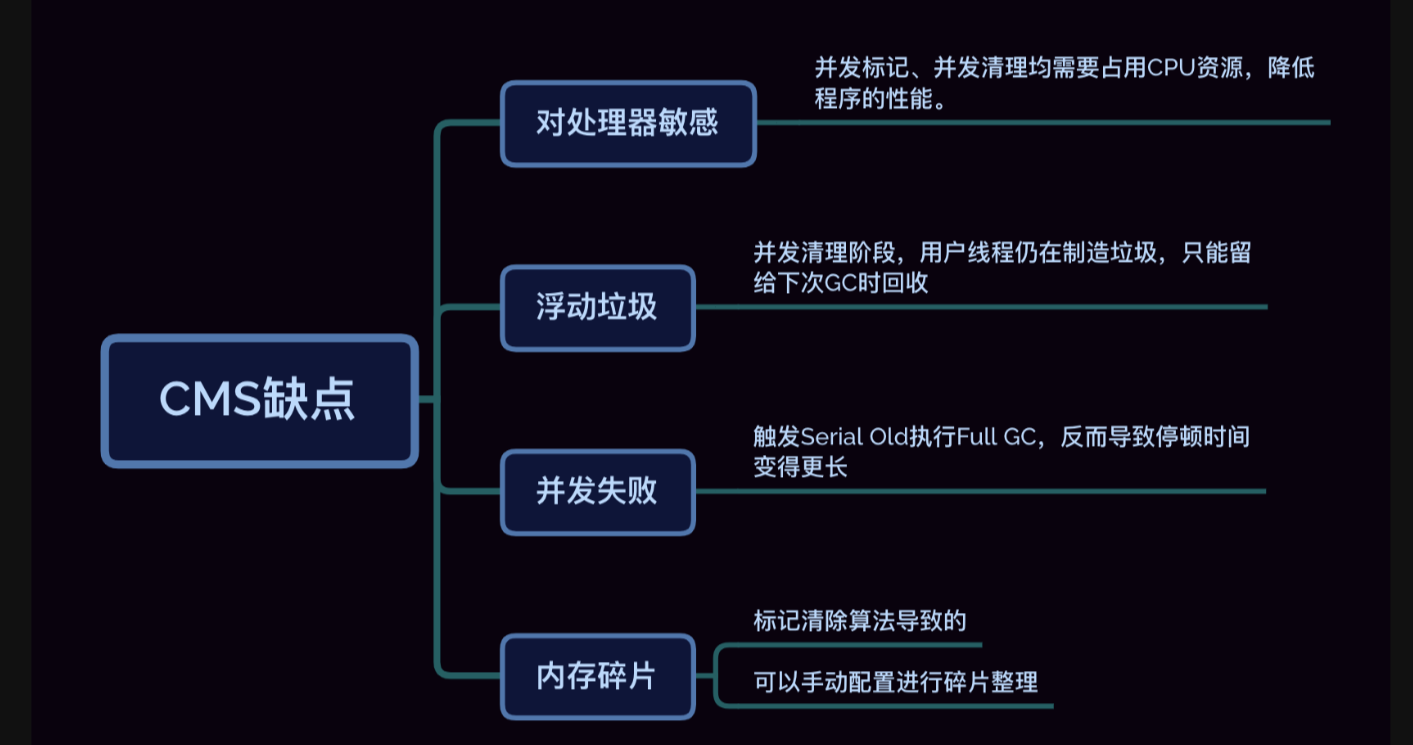 并发标记、并发清理均需要占用CPU资源，降低
程序的性能。
对处理器敏感
并发清理阶段，用户线程仍在制造垃圾，只能留
给下次GC时回收
浮动垃圾
CMS缺点
触发Serial Old执行Full GC，反而导致停顿时间
变得更长
并发失败
标记清除算法导致的
内存碎片
可以手动配置进行碎片整理